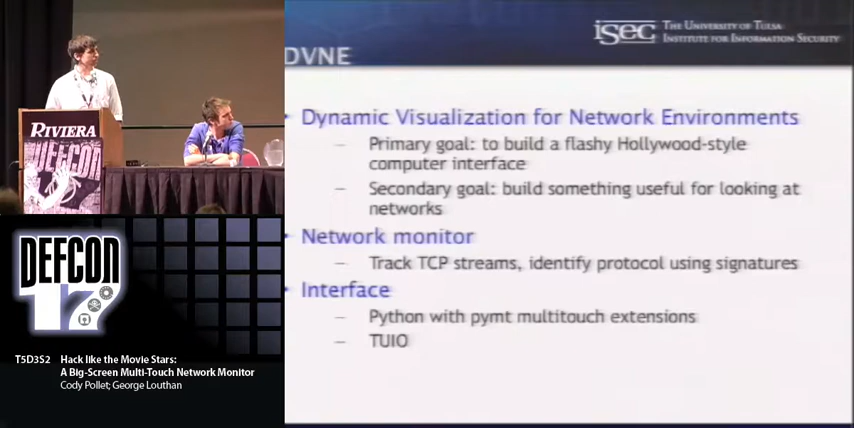 iSEC THE UNIVERSITY OF TULSA
INSTITUTE FOR INFORMATION SECURITY
DVNE
Dynamic Visualization for Network Environments
– Primary goal: to build a flashy Hollywood-style
computer interface
– Secondary goal: build something useful for looking at
networks
Network monitor
– Track TCP streams, identify protocol using signatures
Interface
– Python with pymt multitouch extensions
– TUIO
RIVIERA
DEFCON
DEFCON
17
T5D3S2 Hack like the Movie Stars:
A Big-Screen Multi-Touch Network Monitor
Cody Pollet; George Louthan